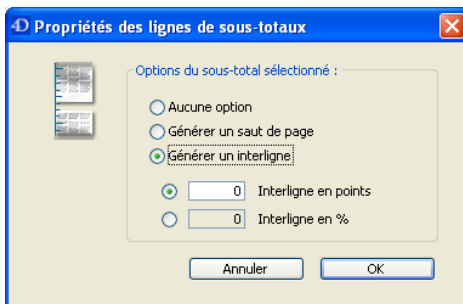 4D Propriétés des lignes de sous-totaux
Options du sous-total sélectionné :
Aucune option
Générer un saut de page
Générer un interligne
0 Interligne en points
0 Interligne en %
Annuler OK